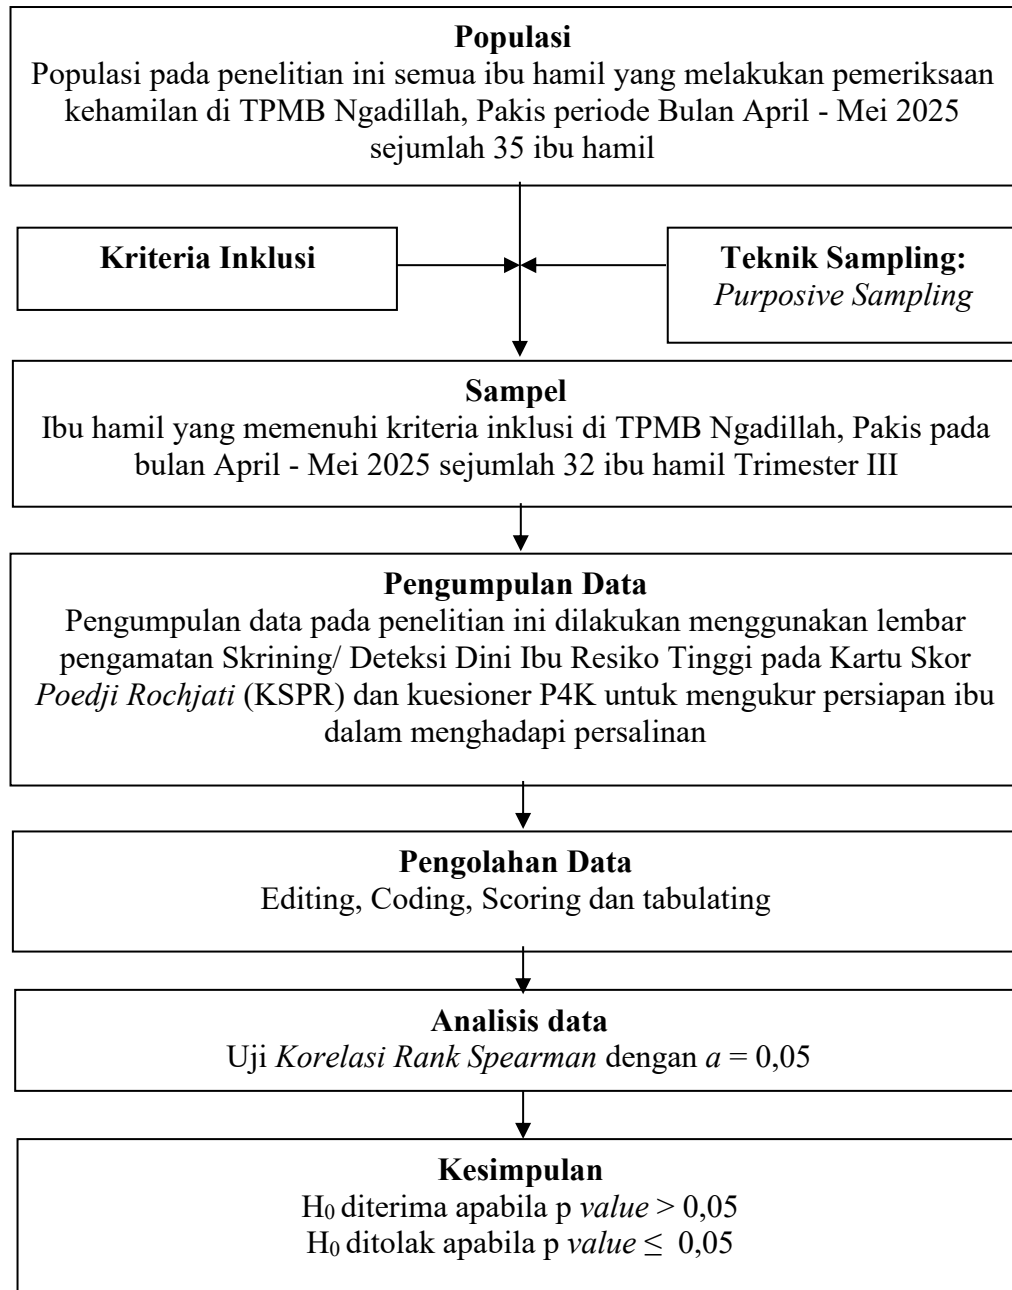 Populasi
Populasi pada penelitian ini semua ibu hamil yang melakukan pemeriksaan
kehamilan di TPMB Ngadillah, Pakis periode Bulan April - Mei 2025
sejumlah 35 ibu hamil
Kriteria Inklusi
Teknik Sampling:
Purposive Sampling
Sampel
Ibu hamil yang memenuhi kriteria inklusi di TPMB Ngadillah, Pakis pada
bulan April - Mei 2025 sejumlah 32 ibu hamil Trimester III
Pengumpulan Data
Pengumpulan data pada penelitian ini dilakukan menggunakan lembar
pengamatan Skrining/ Deteksi Dini Ibu Resiko Tinggi pada Kartu Skor
Poedji Rochjati (KSPR) dan kuesioner P4K untuk mengukur persiapan ibu
dalam menghadapi persalinan
Pengolahan Data
Editing, Coding, Scoring dan tabulating
Analisis data
Uji Korelasi Rank Spearman dengan a = 0,05
Kesimpulan
H₀ diterima apabila p value > 0,05
H₀ ditolak apabila p value ≤ 0,05